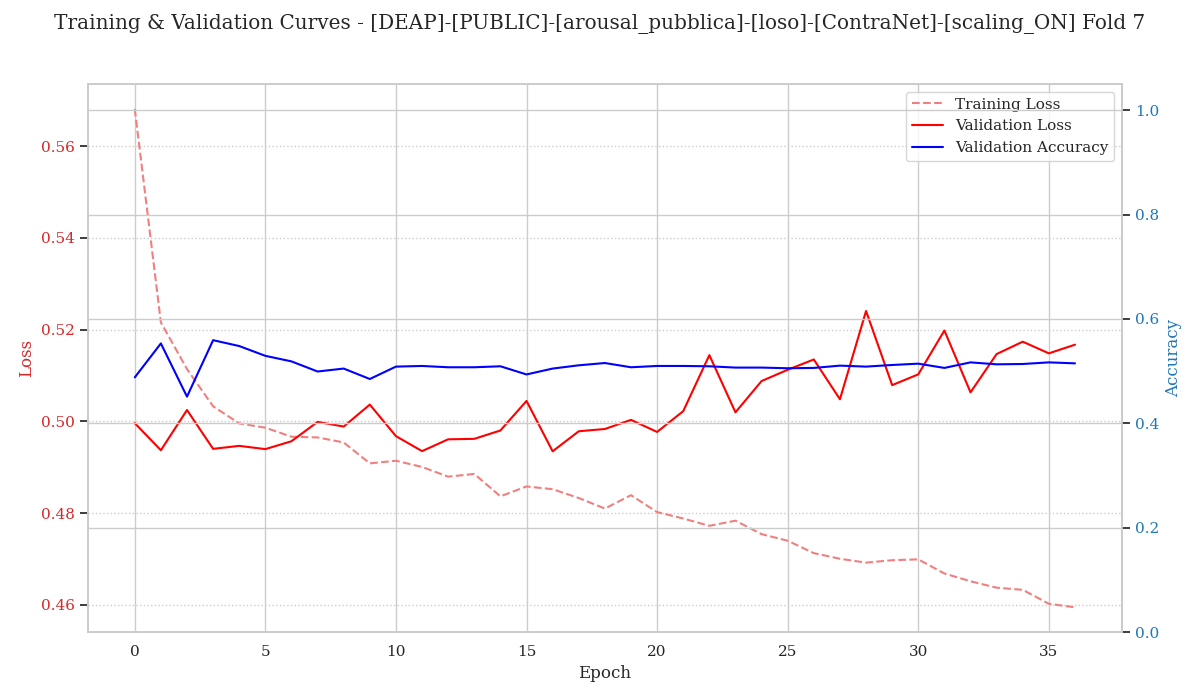 Training & Validation Curves - [DEAP]-[PUBLIC]-[arousal_pubblica]-[loso]-[ContraNet]-[scaling_ON] Fold 7
Training Loss
Validation Loss
Validation Accuracy
0.56
0.54
0.52
0.50
0.48
0.46
Loss
1.0
0.8
0.6
0.4
0.2
0.0
Accuracy
0 5 10 15 20 25 30 35
Epoch